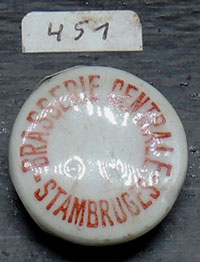 451
BRASSERIE CENTRALE
-STAMBRUGES-